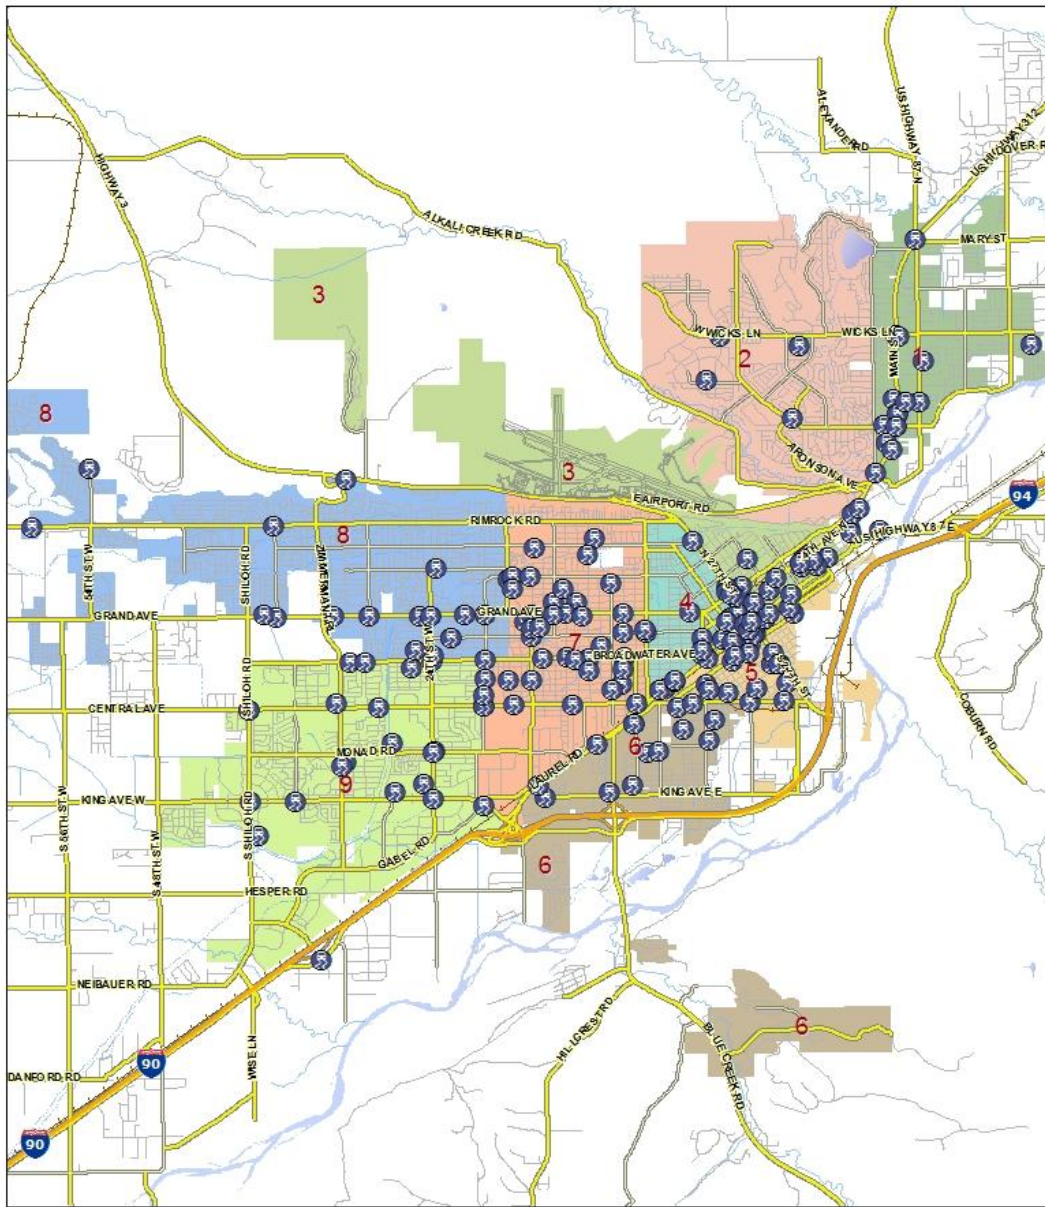 ALEXANDER RD
US HIGHWAY 87 N
US HIGHWAY 312
DOVER R
HIGHWAY 3
ALKALI CREEK RD
MARY ST
3
W WICKS LN
WICKS LN
2
MAIN S
1
8
3
ARONSON AVE
AIRPORT RD
94
RIMROCK RD
US HIGHWAY 87 E
8
54TH ST W
SHILOH RD
ZIMMERMAN
N 27TH ST
GRAND AVE
GRAND AVE
4
24TH ST W
7
BROADWATER AVE
5
S 27TH ST
SHILOH RD
CENTRAL AVE
COBURN RD
6
MONAD RD
LAUREL RD
9
KING AVE W
KING AVE E
S 56TH ST W
S 48TH ST W
S SHILOH RD
GABEL RD
6
HESPER RD
NEIBAUER RD
HILLCREST RD
BLUE CREEK RD
6
WISE LN
90
DANFORD RD
90